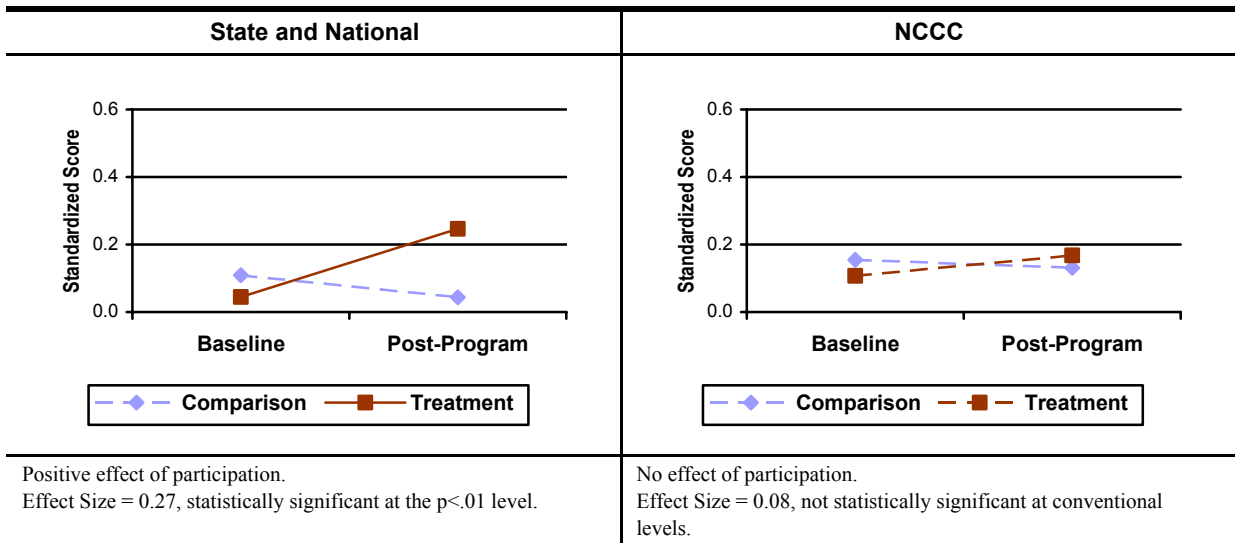 State and National
NCCC
0.6
0.4
0.2
0.0
Standardized Score
Baseline Post-Program
Comparison Treatment
0.6
0.4
0.2
0.0
Standardized Score
Baseline Post-Program
Comparison Treatment
Positive effect of participation.
Effect Size = 0.27, statistically significant at the p<.01 level.
No effect of participation.
Effect Size = 0.08, not statistically significant at conventional
levels.